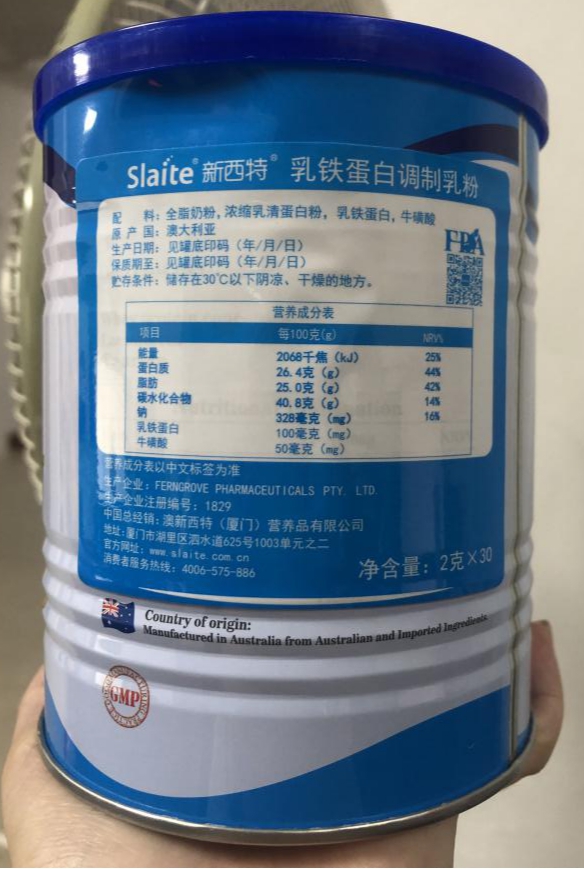 Slaite® 新西特® 乳铁蛋白调制乳粉
配 料：全脂奶粉，浓缩乳清蛋白粉，乳铁蛋白，牛磺酸
原 产 国：澳大利亚
生产日期：见罐底印码（年/月/日）
保质期至：见罐底印码（年/月/日）
贮存条件：储存在30℃以下阴凉、干燥的地方。
FPA
营养成分表
项目 每100克(g) NRV%
能量 2068千焦（kJ） 25%
蛋白质 26.4克（g） 44%
脂肪 25.0克（g） 42%
碳水化合物 40.8克（g） 14%
钠 328毫克（mg） 16%
乳铁蛋白 100毫克（mg）
牛磺酸 50毫克（mg）
营养成分表以中文标签为准
生产企业：FERNGROVE PHARMACEUTICALS PTY. LTD.
生产企业注册编号：1829
中国总经销：澳新西特（厦门）营养品有限公司
地址：厦门市湖里区泗水道625号1003单元之二
官方网址：www.slaite.com.cn
消费者服务热线：4006-575-886
净含量：2克×30
Country of origin:
Manufactured in Australia from Australian and Imported Ingredients.
GMP